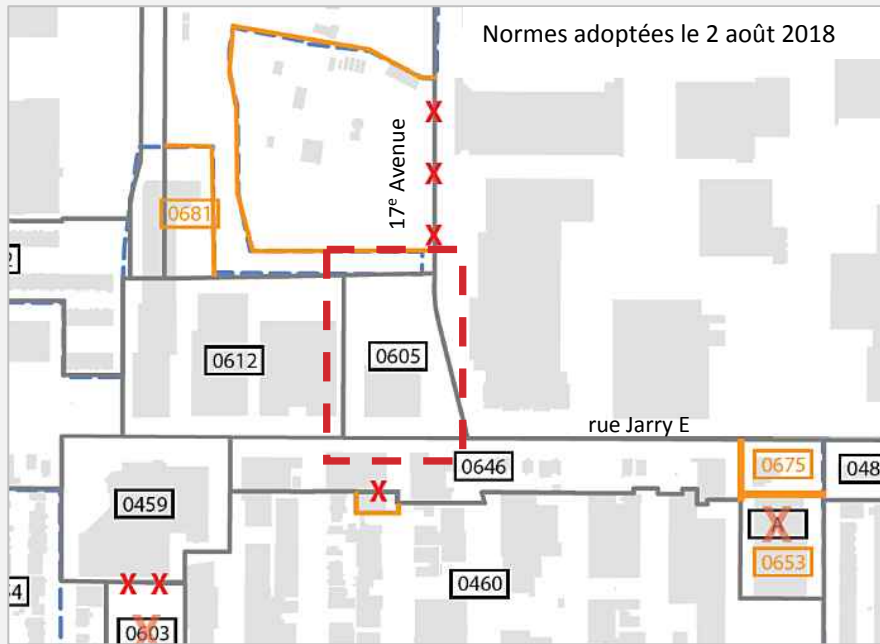 Normes adoptées le 2 août 2018
17e Avenue
X
X
X
0681
0612
0605
rue Jarry E
0646
0675
048
0459
X
X
0653
0460
X X
0603
X